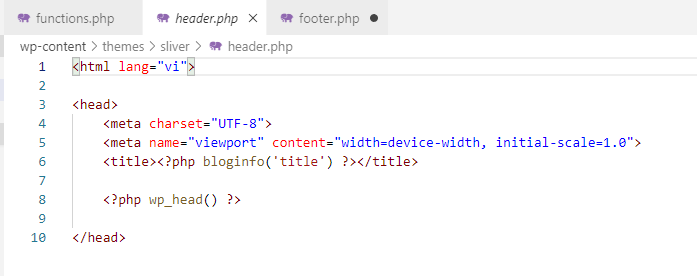 functions.php header.php × footer.php ●
wp-content > themes > sliver > header.php
1 <html lang="vi">
2
3 <head>
4 <meta charset="UTF-8">
5 <meta name="viewport" content="width=device-width, initial-scale=1.0">
6 <title><?php bloginfo('title') ?></title>
7
8 <?php wp_head() ?>
9
10 </head>